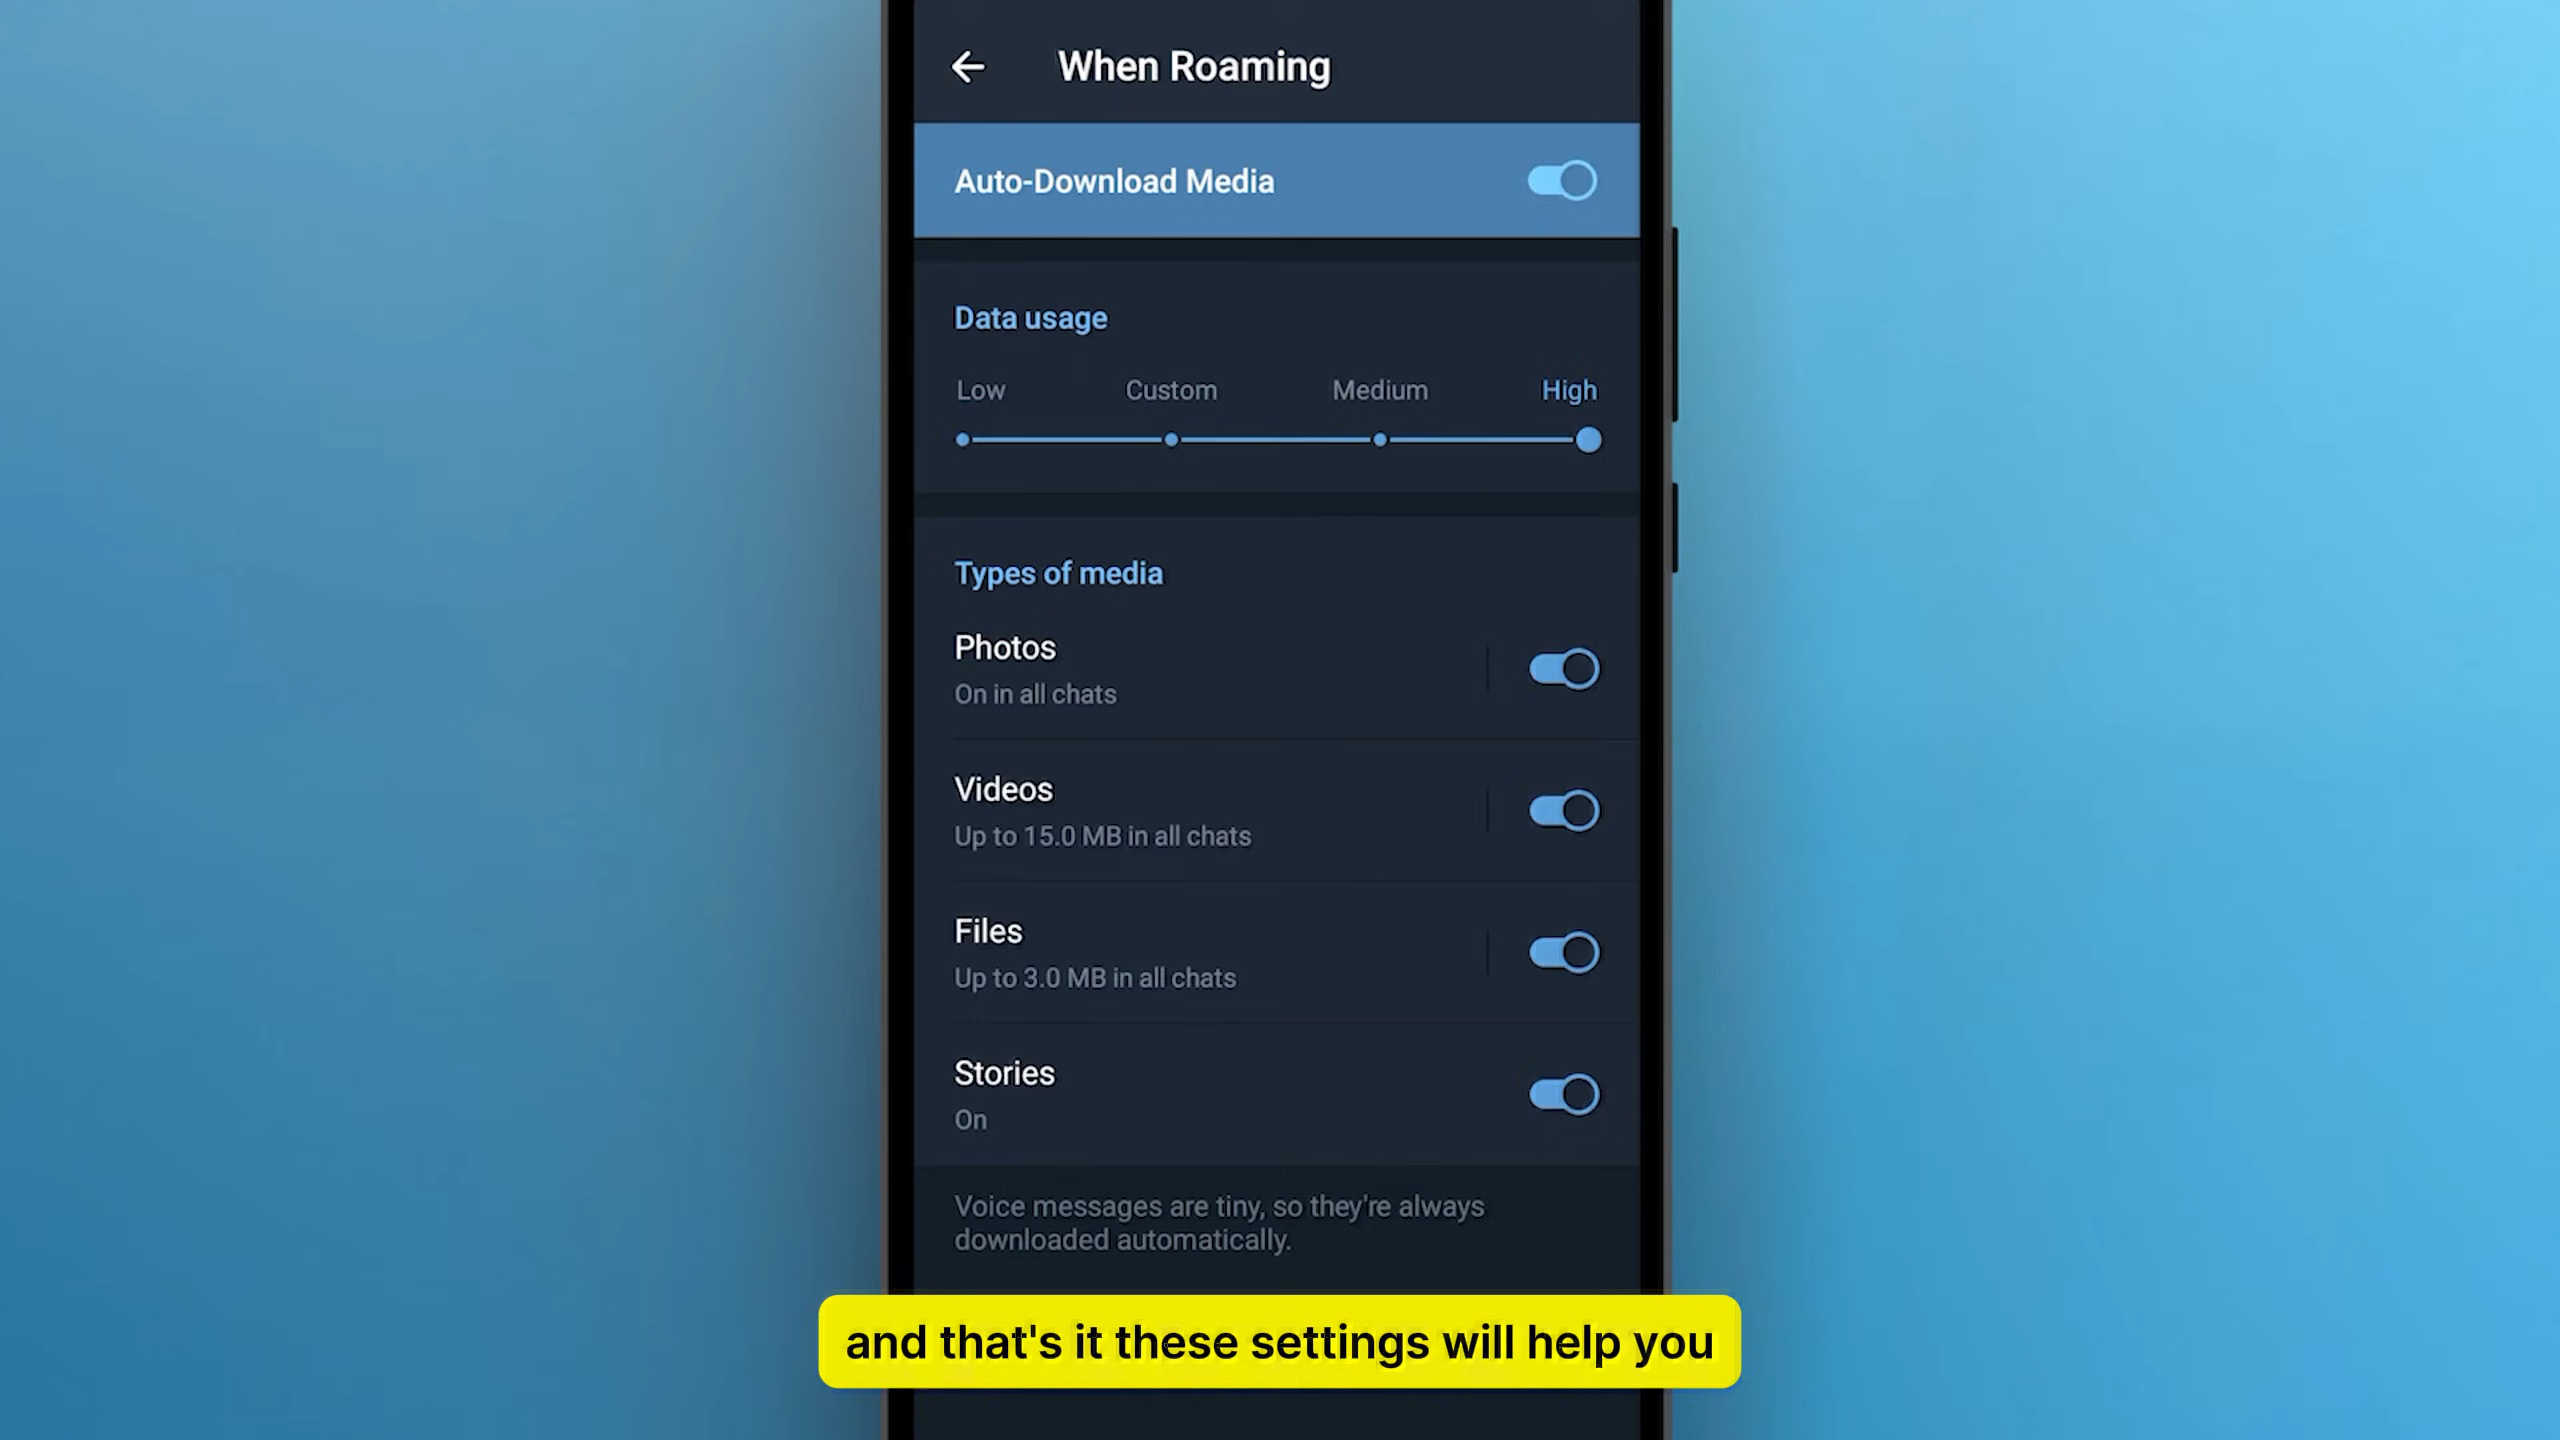 When Roaming
Auto-Download Media
Data usage
Low Custom Medium High
Types of media
Photos
On in all chats
Videos
Up to 15.0 MB in all chats
Files
Up to 3.0 MB in all chats
Stories
On
Voice messages are tiny, so they're always
downloaded automatically.
and that's it these settings will help you